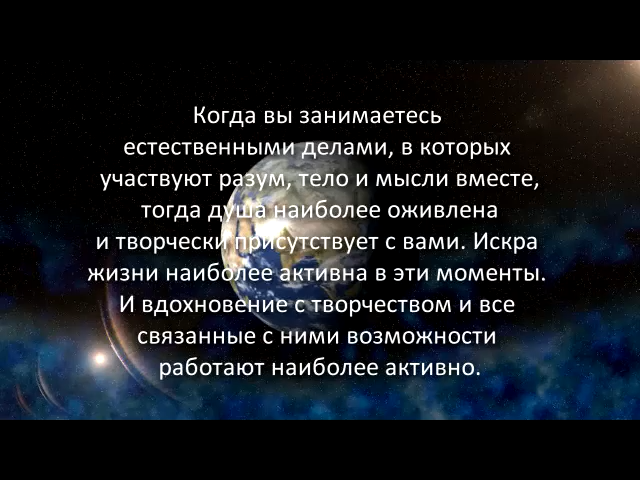 Когда вы занимаетесь
естественными делами, в которых
участвуют разум, тело и мысли вместе,
тогда душа наиболее оживлена
и творчески присутствует с вами. Искра
жизни наиболее активна в эти моменты.
И вдохновение с творчеством и все
связанные с ними возможности
работают наиболее активно.